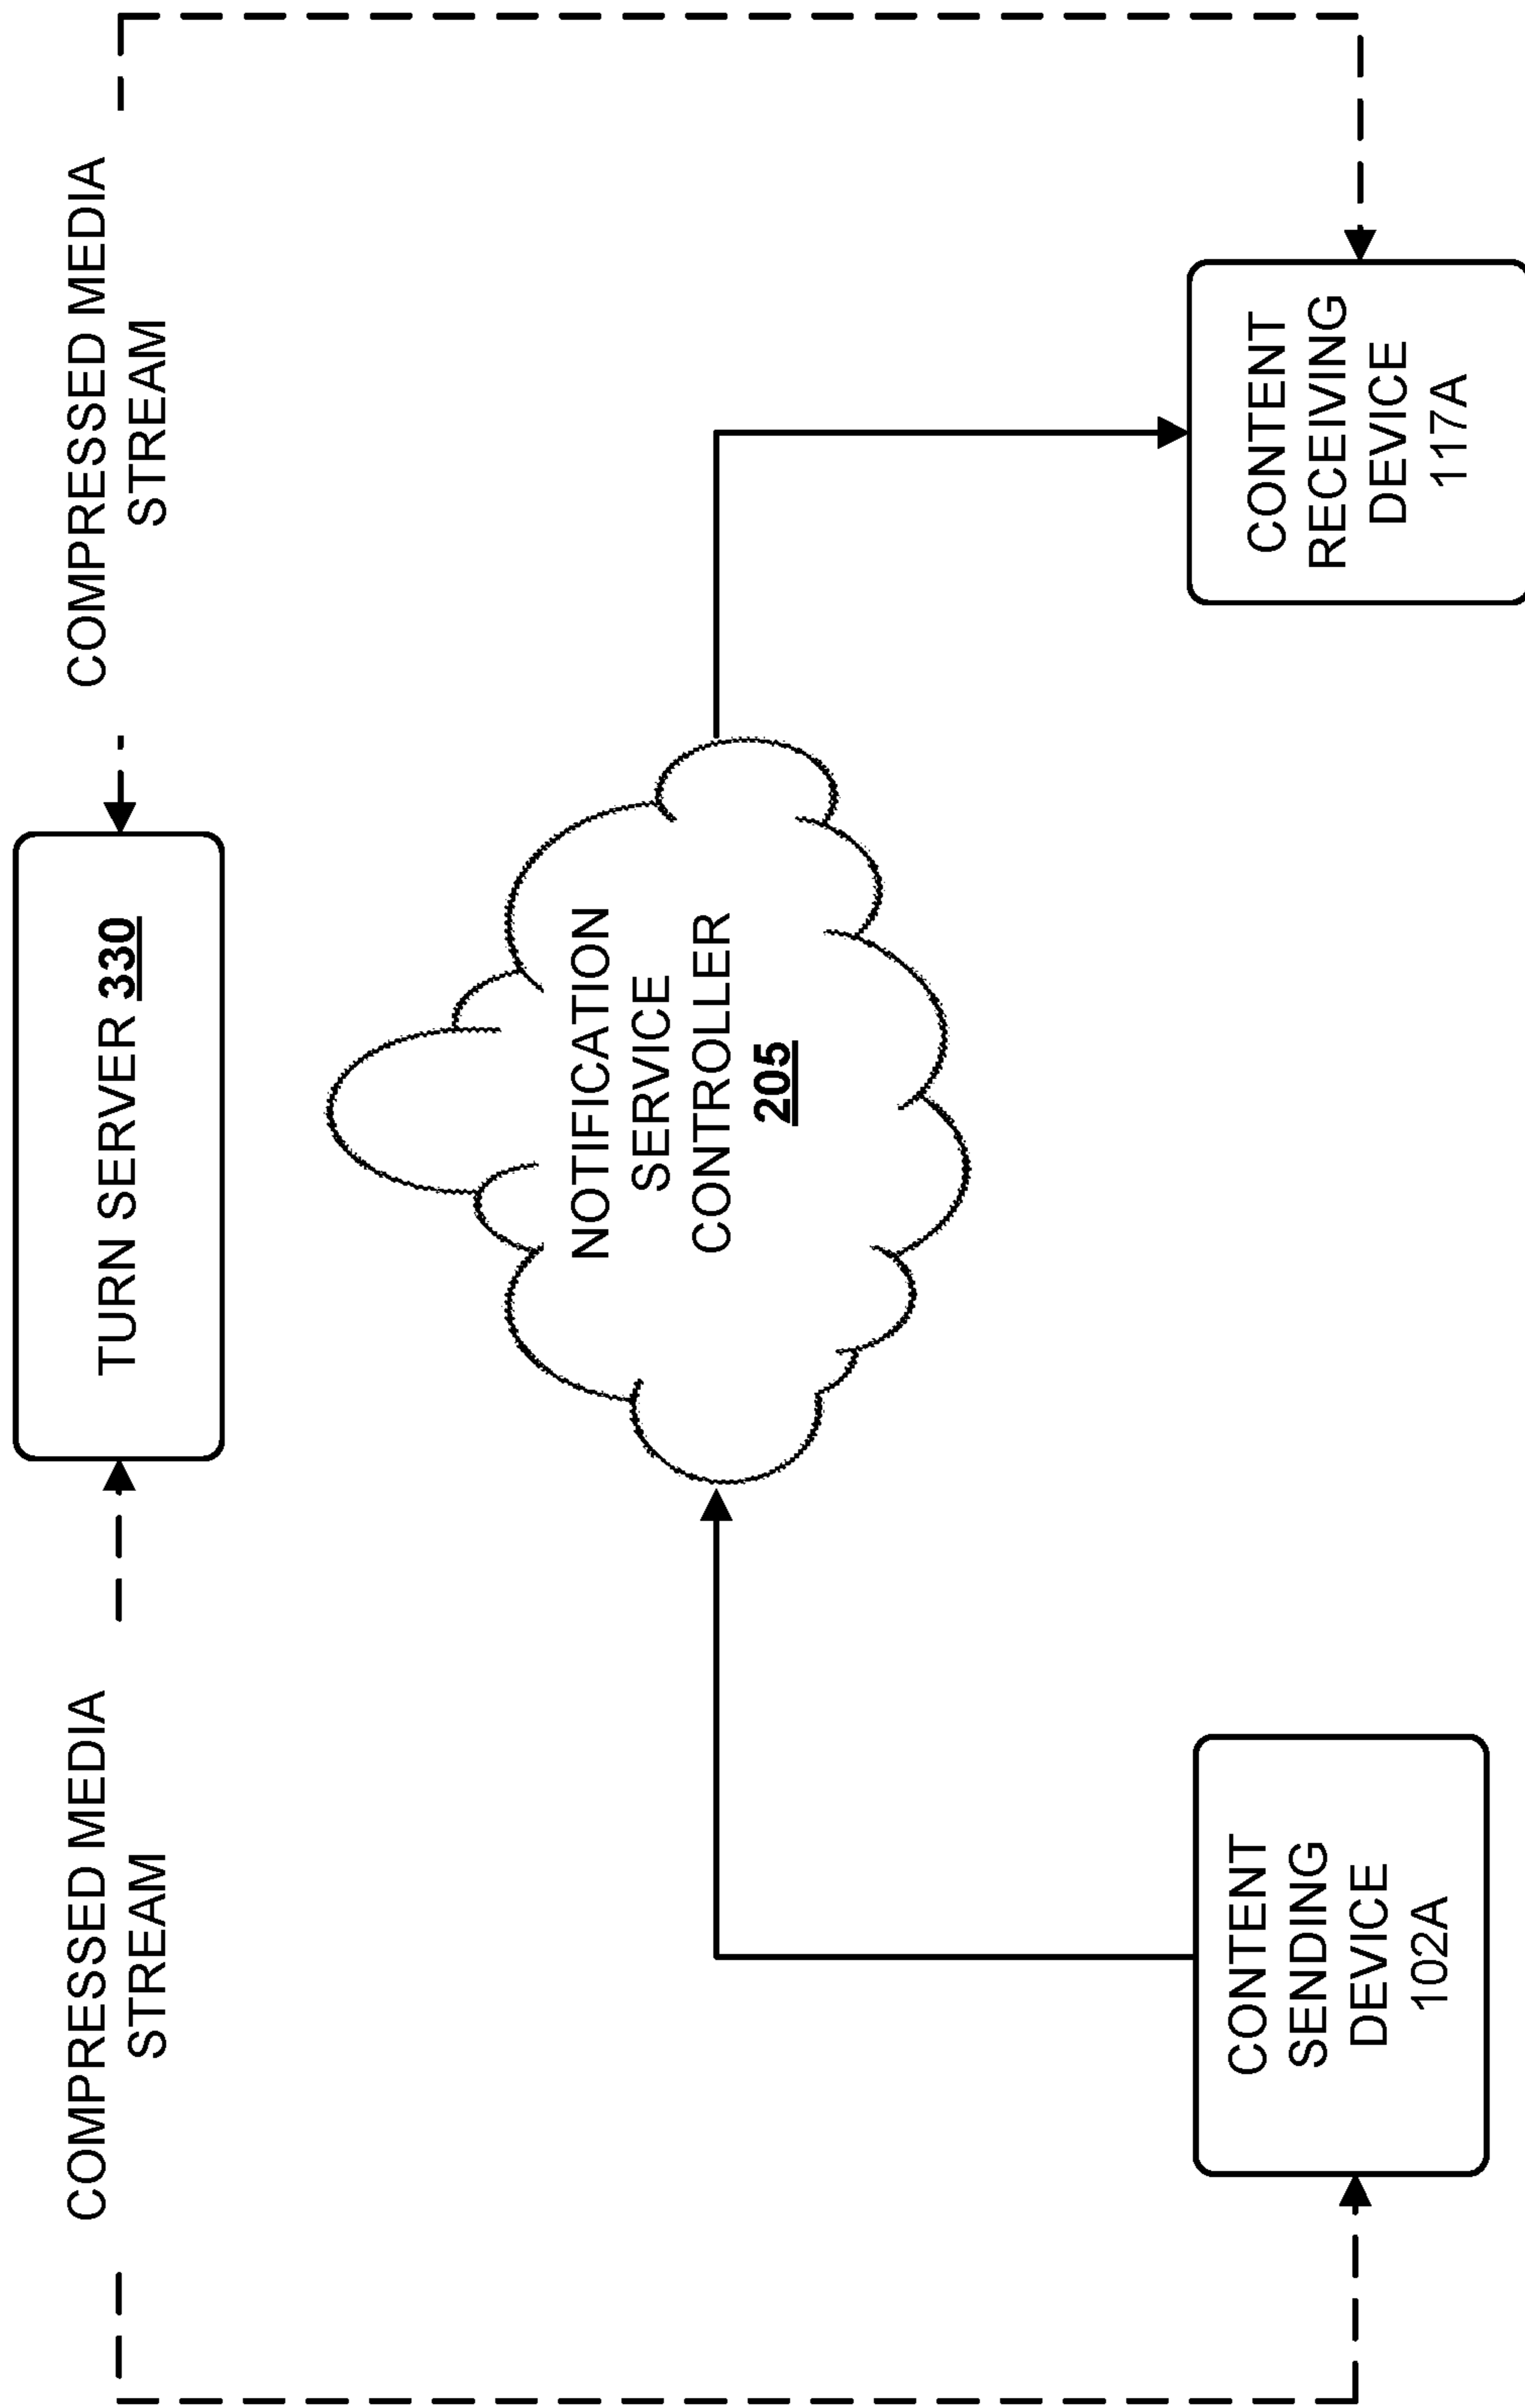 COMPRESSED MEDIA
STREAM
TURN SERVER 330
COMPRESSED MEDIA
STREAM
NOTIFICATION
SERVICE
CONTROLLER
205
CONTENT
SENDING
DEVICE
102A
CONTENT
RECEIVING
DEVICE
117A